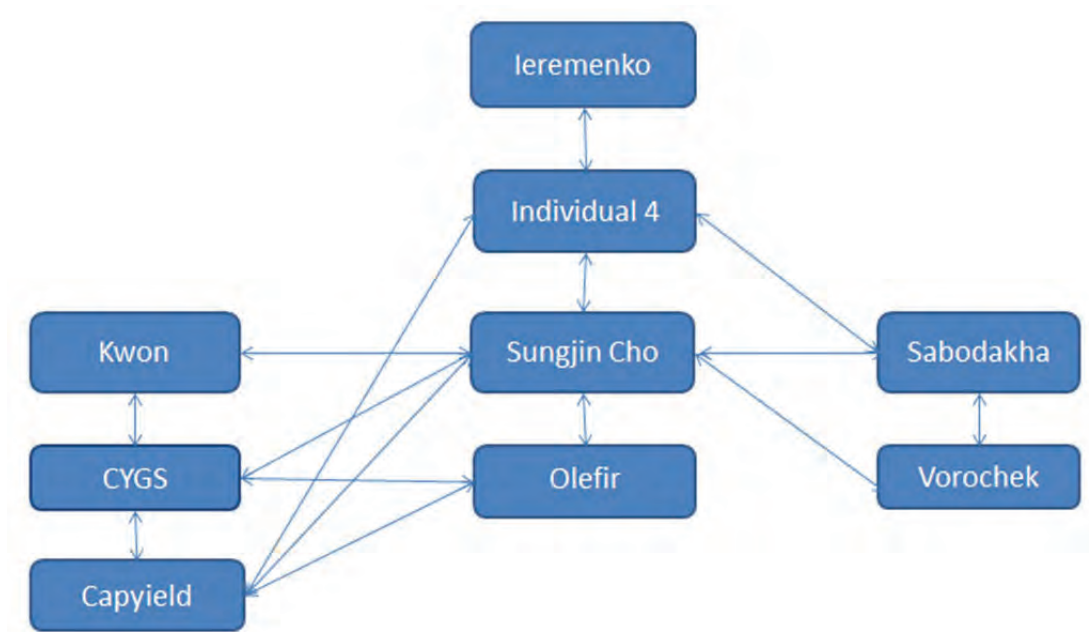 Ieremenko
Individual 4
Kwon
Sungjin Cho
Sabodakha
CYGS
Olefir
Vorochek
Capyield